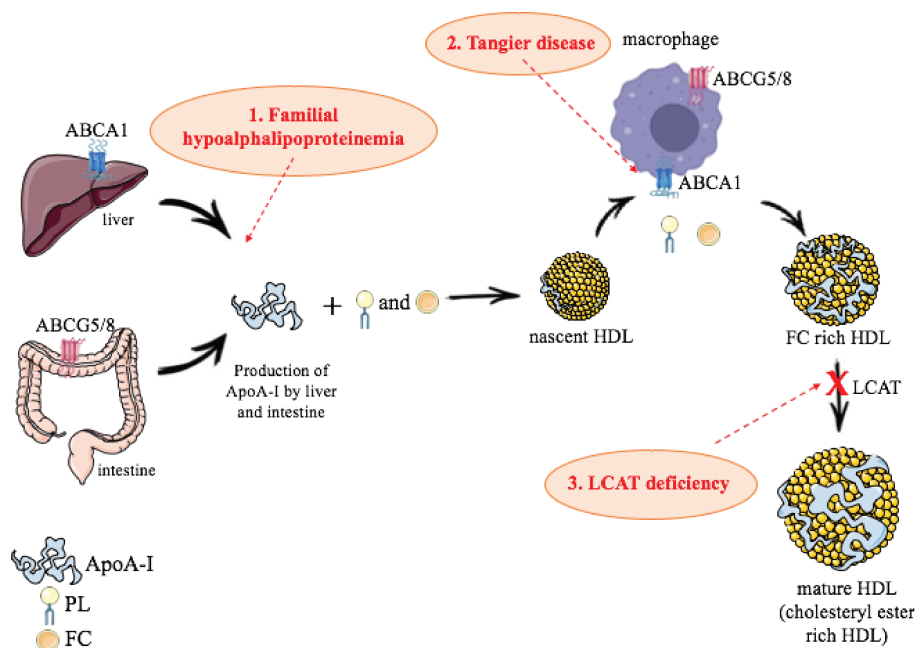 2. Tangier disease
macrophage
ABCG5/8
1. Familial
hypoalphalipoproteinemia
ABCA1
liver
ABCA1
ABCG5/8
intestine
and
Production of
ApoA-I by liver
and intestine
nascent HDL
FC rich HDL
X LCAT
3. LCAT deficiency
mature HDL
(cholesteryl ester
rich HDL)
ApoA-I
PL
FC